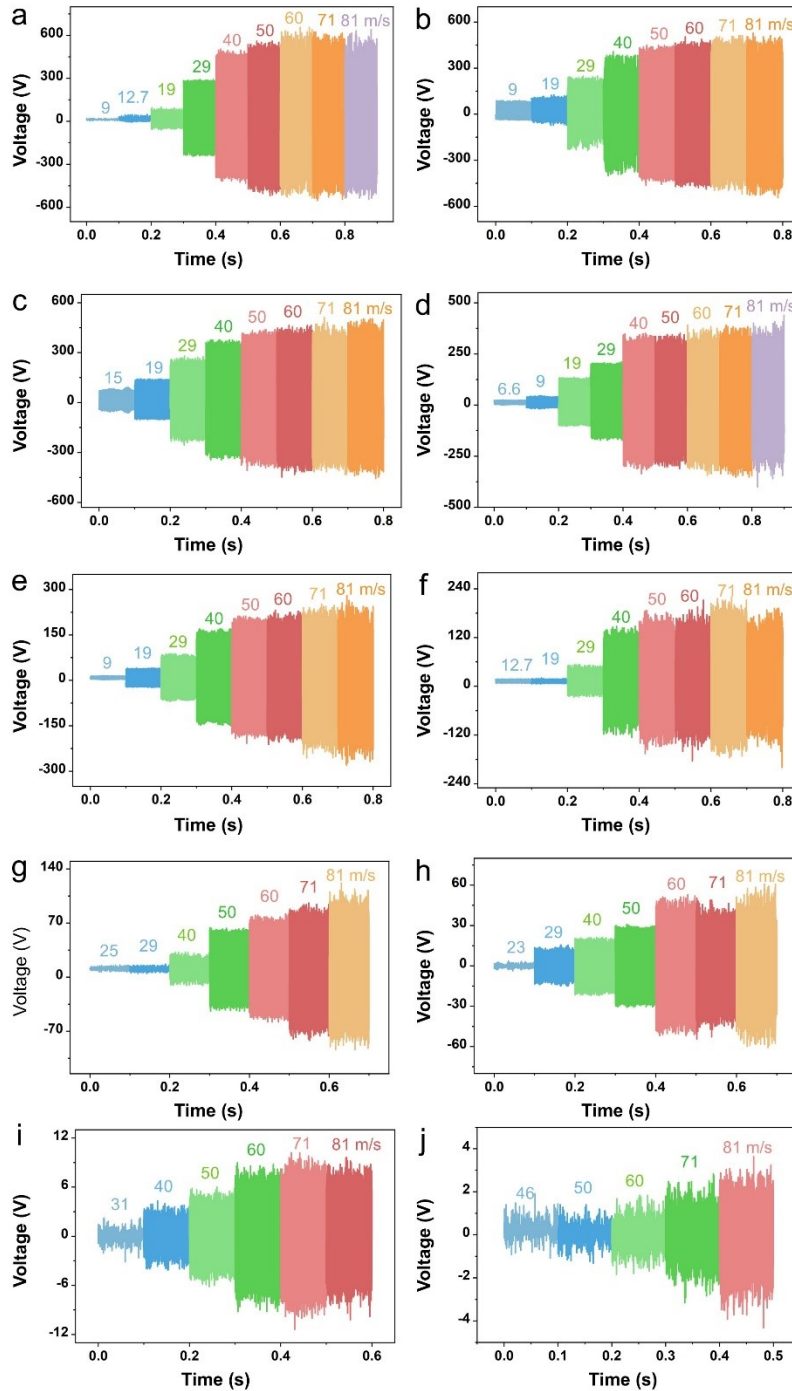 a
9 12.7 19 29 40 50 60 71 81 m/s
600
300
0
-300
-600
Voltage (V)
0.0 0.2 0.4 0.6 0.8
Time (s)
b
9 19 29 40 50 60 71 81 m/s
600
300
0
-300
-600
Voltage (V)
0.0 0.2 0.4 0.6 0.8
Time (s)
c
15 19 29 40 50 60 71 81 m/s
600
300
0
-300
-600
Voltage (V)
0.0 0.2 0.4 0.6 0.8
Time (s)
d
6.6 9 19 29 40 50 60 71 81 m/s
500
250
0
-250
-500
Voltage (V)
0.0 0.2 0.4 0.6 0.8
Time (s)
e
9 19 29 40 50 60 71 81 m/s
300
150
0
-150
-300
Voltage (V)
0.0 0.2 0.4 0.6 0.8
Time (s)
f
12.7 19 29 40 50 60 71 81 m/s
240
120
0
-120
-240
Voltage (V)
0.0 0.2 0.4 0.6 0.8
Time (s)
g
25 29 40 50 60 71 81 m/s
140
70
0
-70
Voltage (V)
0.0 0.2 0.4 0.6
Time (s)
h
23 29 40 50 60 71 81 m/s
60
30
0
-30
-60
Voltage (V)
0.0 0.2 0.4 0.6
Time (s)
i
31 40 50 60 71 81 m/s
12
6
0
-6
-12
Voltage (V)
0.0 0.2 0.4 0.6
Time (s)
j
46 50 60 71 81 m/s
4
2
0
-2
-4
Voltage (V)
0.0 0.1 0.2 0.3 0.4 0.5
Time (s)